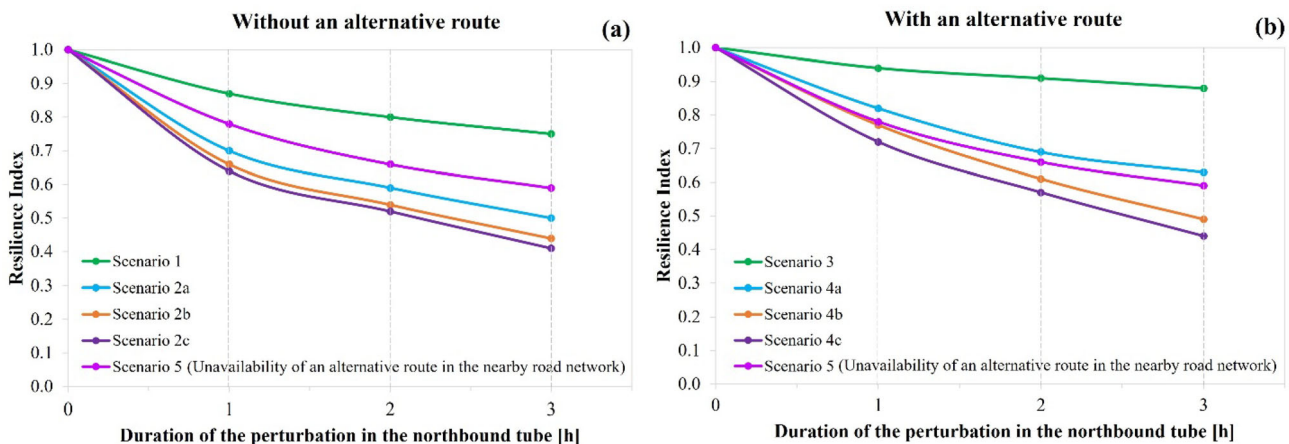 Without an alternative route
(a)
Resilience Index
1.0
0.9
0.8
0.7
0.6
0.5
0.4
0.3
0.2
0.1
0.0
Scenario 1
Scenario 2a
Scenario 2b
Scenario 2c
Scenario 5 (Unavailability of an alternative route in the nearby road network)
0 1 2 3
Duration of the perturbation in the northbound tube [h]
With an alternative route
(b)
Resilience Index
1.0
0.9
0.8
0.7
0.6
0.5
0.4
0.3
0.2
0.1
0.0
Scenario 3
Scenario 4a
Scenario 4b
Scenario 4c
Scenario 5 (Unavailability of an alternative route in the nearby road network)
0 1 2 3
Duration of the perturbation in the northbound tube [h]